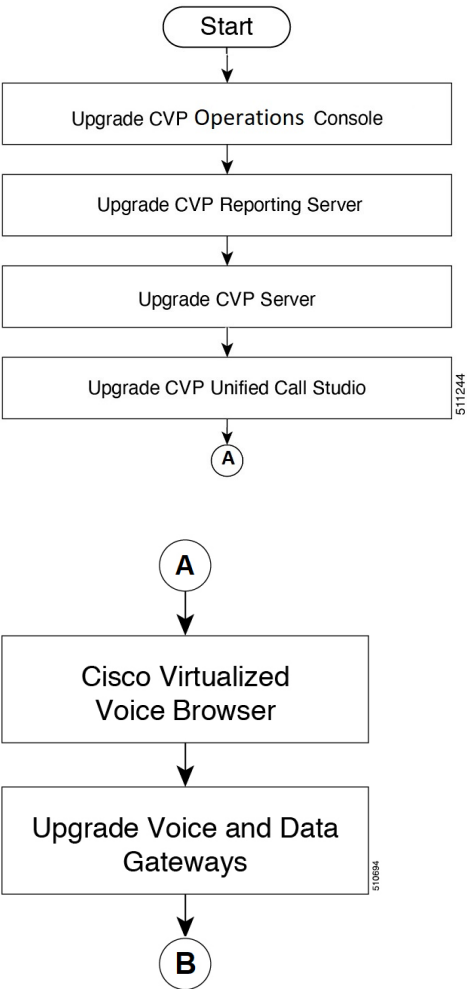 Start
Upgrade CVP Operations Console
Upgrade CVP Reporting Server
Upgrade CVP Server
Upgrade CVP Unified Call Studio
511244
A
A
Cisco Virtualized
Voice Browser
Upgrade Voice and Data
Gateways
510694
B